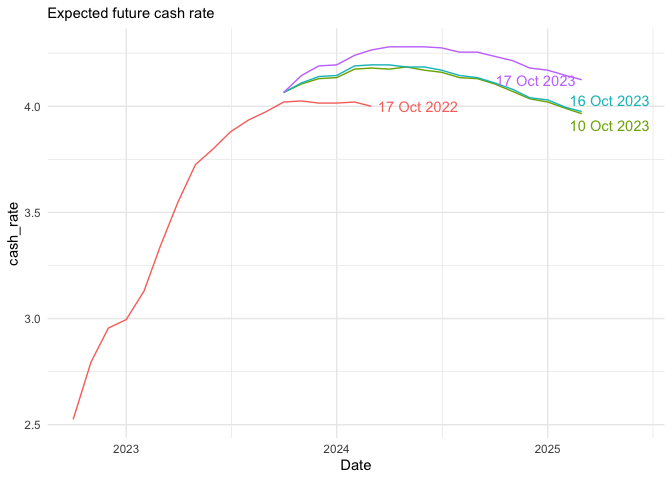 Expected future cash rate
17 Oct 2023
16 Oct 2023
17 Oct 2022
10 Oct 2023
4.0
3.5
3.0
2.5
cash_rate
2023
2024
2025
Date